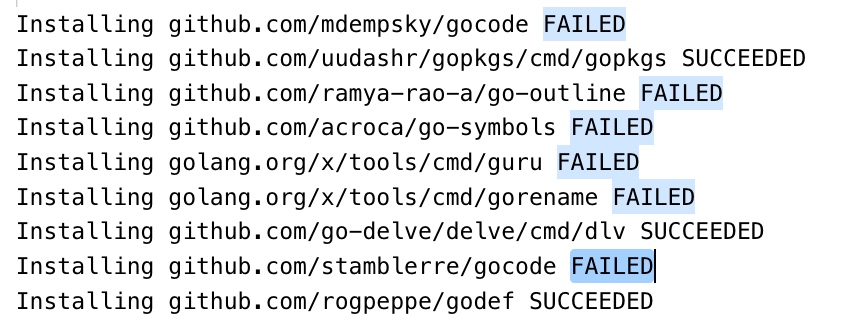 Installing github.com/mdempsky/gocode FAILED
Installing github.com/uudashr/gopkgs/cmd/gopkgs SUCCEEDED
Installing github.com/ramya-rao-a/go-outline FAILED
Installing github.com/acroca/go-symbols FAILED
Installing golang.org/x/tools/cmd/guru FAILED
Installing golang.org/x/tools/cmd/gorename FAILED
Installing github.com/go-delve/delve/cmd/dlv SUCCEEDED
Installing github.com/stamblerre/gocode FAILED
Installing github.com/rogpeppe/godef SUCCEEDED